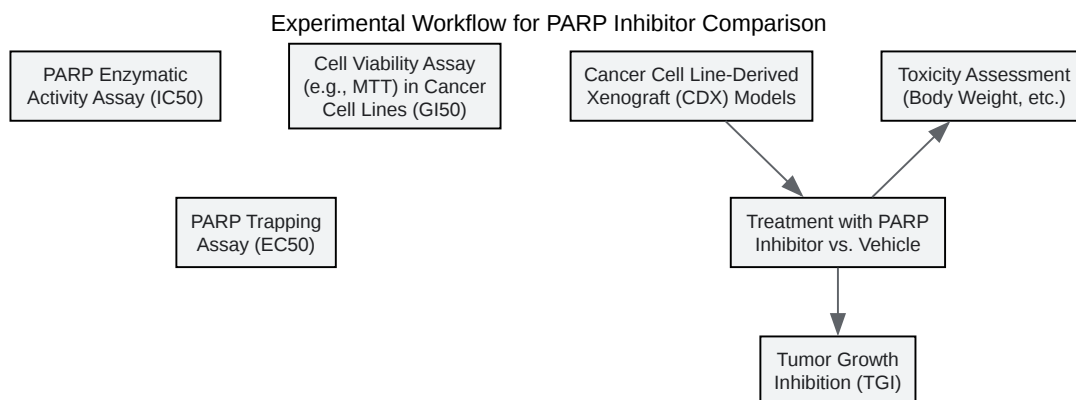 Experimental Workflow for PARP Inhibitor Comparison
PARP Enzymatic
Activity Assay (IC50)
Cell Viability Assay
(e.g., MTT) in Cancer
Cell Lines (GI50)
Cancer Cell Line-Derived
Xenograft (CDX) Models
Toxicity Assessment
(Body Weight, etc.)
PARP Trapping
Assay (EC50)
Treatment with PARP
Inhibitor vs. Vehicle
Tumor Growth
Inhibition (TGI)